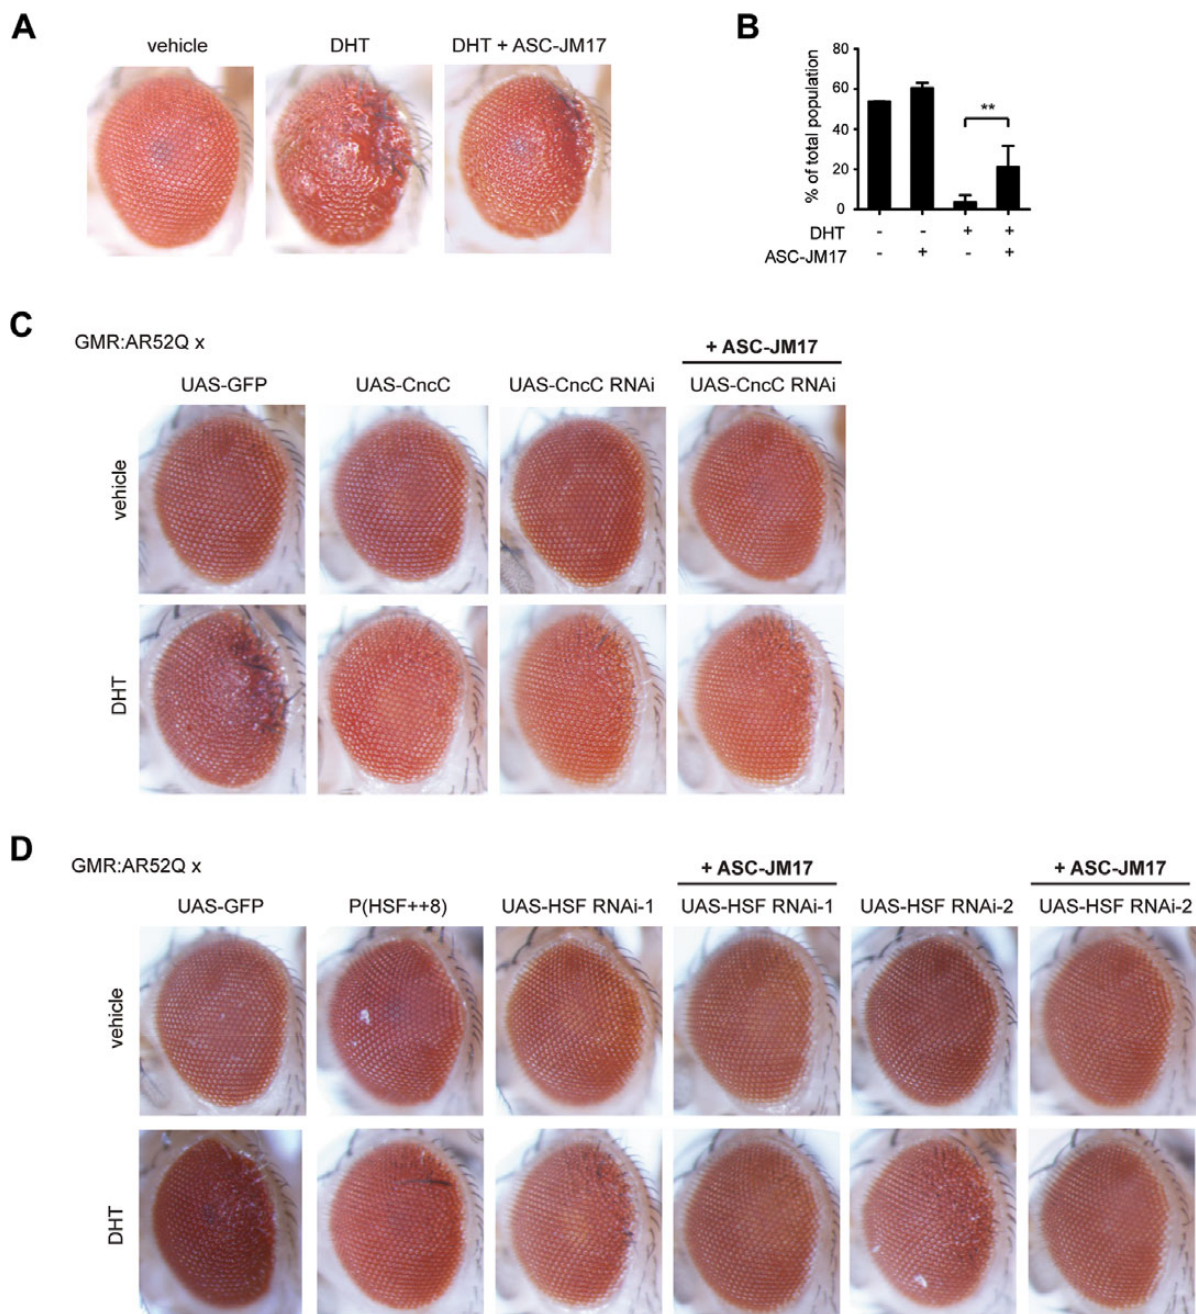 A
vehicle
DHT
DHT + ASC-JM17
B
% of total population
80
60
40
20
0
**
DHT - - + +
ASC-JM17 - + - +
C
GMR:AR52Q x
+ ASC-JM17
UAS-GFP
UAS-CncC
UAS-CncC RNAi
UAS-CncC RNAi
vehicle
DHT
D
GMR:AR52Q x
+ ASC-JM17
+ ASC-JM17
UAS-GFP
P(HSF++8)
UAS-HSF RNAi-1
UAS-HSF RNAi-1
UAS-HSF RNAi-2
UAS-HSF RNAi-2
vehicle
DHT